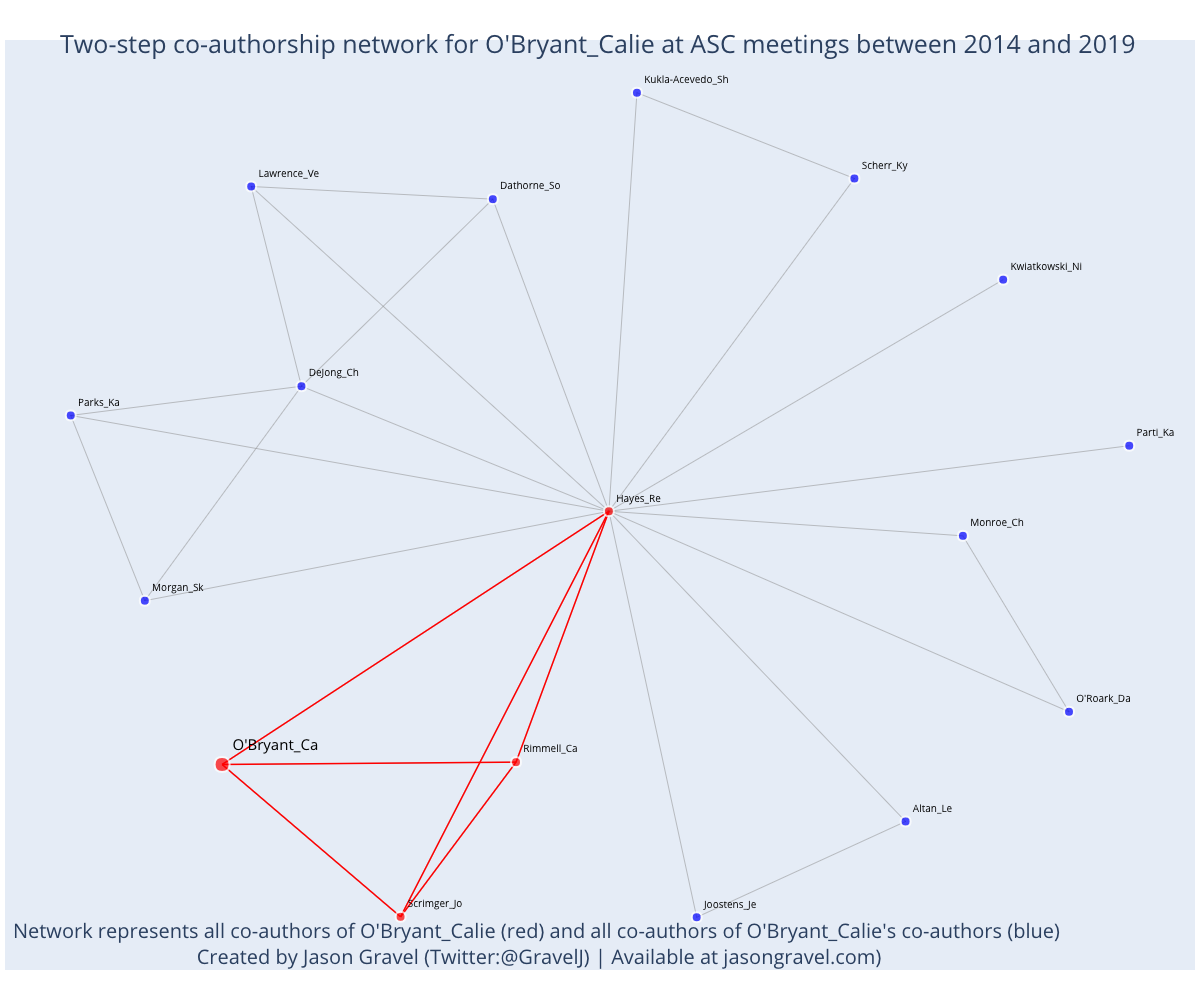 Two-step co-authorship network for O'Bryant_Calie at ASC meetings between 2014 and 2019
Kukla-Acevedo_Sh
Scherr_Ky
Lawrence_Ve
Dathorne_So
Kwiatkowski_Ni
DeJong_Ch
Parks_Ka
Parti_Ka
Hayes_Re
Monroe_Ch
Morgan_Sk
O'Roark_Da
O'Bryant_Ca
Rimmell_Ca
Altan_Le
Scrimger_Jo
Joostens_Je
Network represents all co-authors of O'Bryant_Calie (red) and all co-authors of O'Bryant_Calie's co-authors (blue)
Created by Jason Gravel (Twitter:@GravelJ) | Available at jasongravel.com)